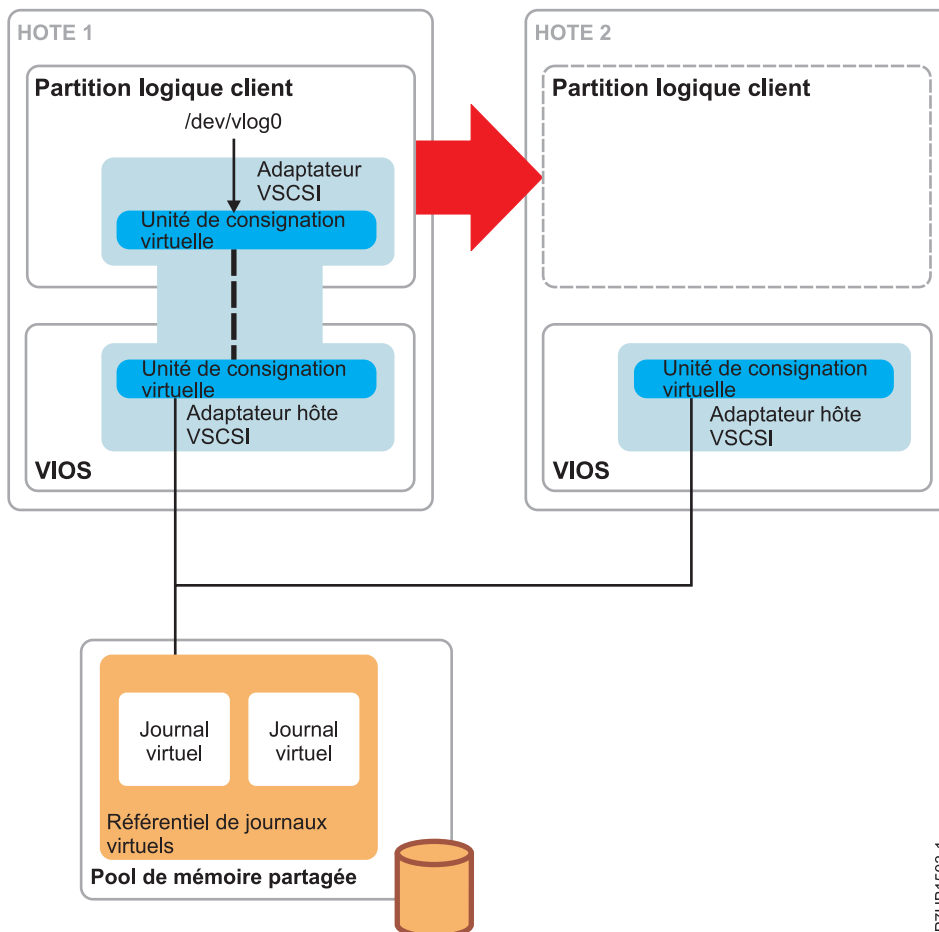 HOTE 1
Partition logique client
/dev/vlog0
Adaptateur
VSCSI
Unité de consignation
virtuelle
Unité de consignation
virtuelle
Adaptateur hôte
VSCSI
VIOS
HOTE 2
Partition logique client
Unité de consignation
virtuelle
Adaptateur hôte
VSCSI
VIOS
Journal
virtuel
Journal
virtuel
Référentiel de journaux
virtuels
Pool de mémoire partagée